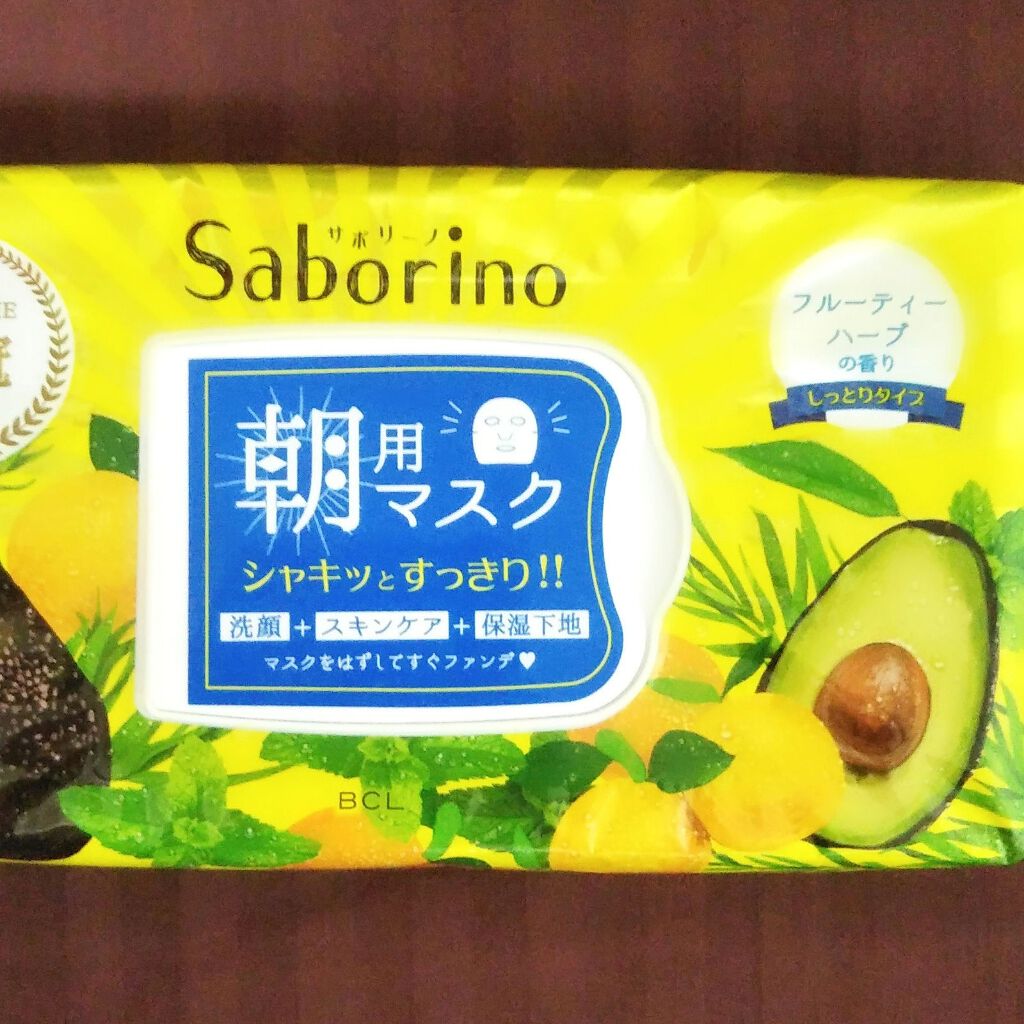 サボリーノ
Saborino
フルーティー
ハーブ
の香り
しっとりタイプ
朝用
マスク
シャキッとすっきり!!
洗顔+スキンケア+保湿下地
マスクをはずしてすぐファンデ♥
BCL